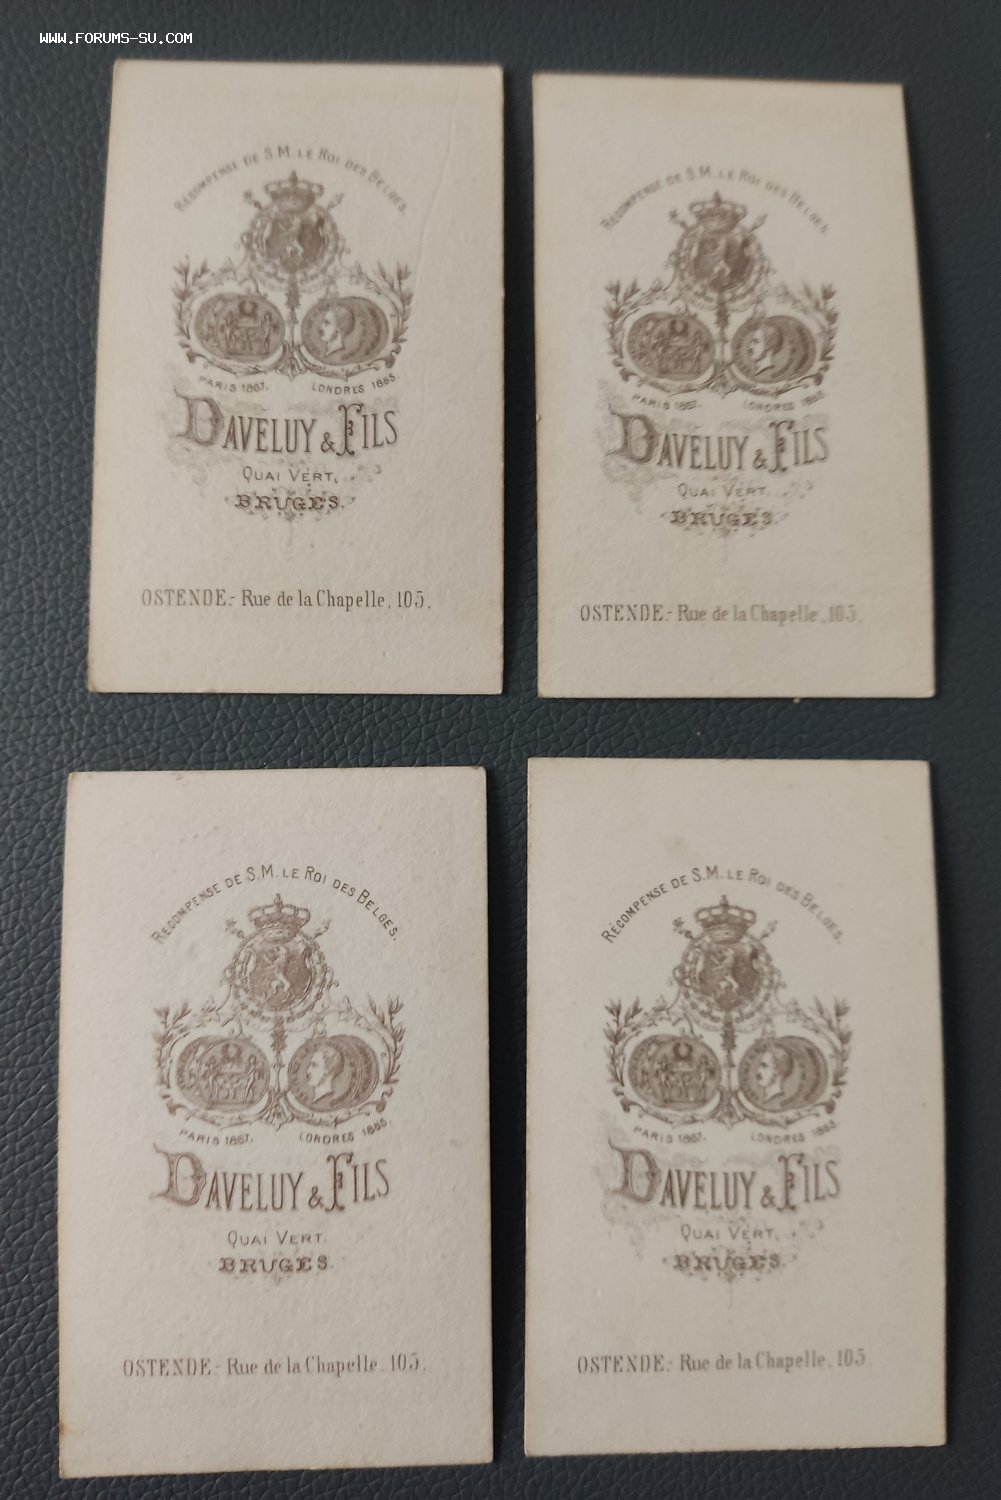 WWW.FORUMS-SU.COM
RÉCOMPENSE DE S.M. LE ROI DES BELGES.
PARIS 1867. LONDRES 1865.
DAVELUY & FILS
QUAI VERT,
BRUGES.
OSTENDE.- Rue de la Chapelle, 105.
RÉCOMPENSE DE S.M. LE ROI DES BELGES.
PARIS 1867. LONDRES 1865.
DAVELUY & FILS
QUAI VERT.
BRUGES.
OSTENDE.- Rue de la Chapelle, 105.
RÉCOMPENSE DE S.M. LE ROI DES BELGES.
PARIS 1867. LONDRES 1865.
DAVELUY & FILS
QUAI VERT.
BRUGES.
OSTENDE.- Rue de la Chapelle. 105.
RÉCOMPENSE DE S.M. LE ROI DES BELGES.
PARIS 1867. LONDRES 1865.
DAVELUY & FILS
QUAI VERT,
BRUGES.
OSTENDE.- Rue de la Chapelle, 105.